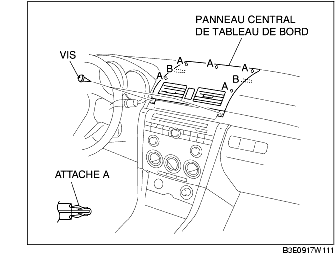 PANNEAU CENTRAL
DE TABLEAU DE BORD
VIS
A
A
A
B
B
A
A
ATTACHE A
B3E0917W111